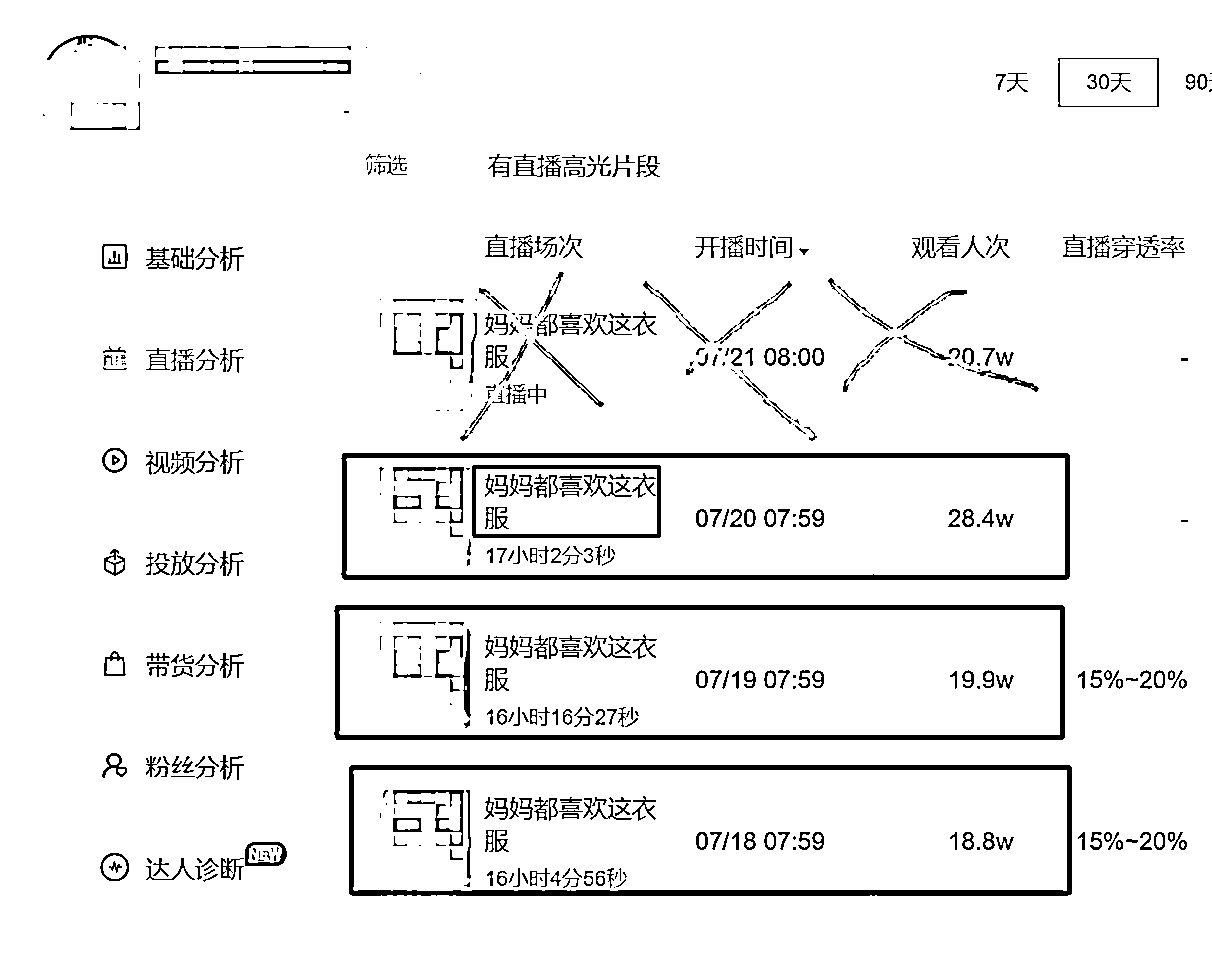 7天 30天 90
筛选 有直播高光片段
基础分析
直播分析
视频分析
投放分析
带货分析
粉丝分析
达人诊断 NEW
直播场次 开播时间 观看人次 直播穿透率
妈妈都喜欢这衣
服 07/21 08:00 20.7w -
直播中
妈妈都喜欢这衣
服 07/20 07:59 28.4w -
17小时2分3秒
妈妈都喜欢这衣
服 07/19 07:59 19.9w 15%~20%
16小时16分27秒
妈妈都喜欢这衣
服 07/18 07:59 18.8w 15%~20%
16小时4分56秒